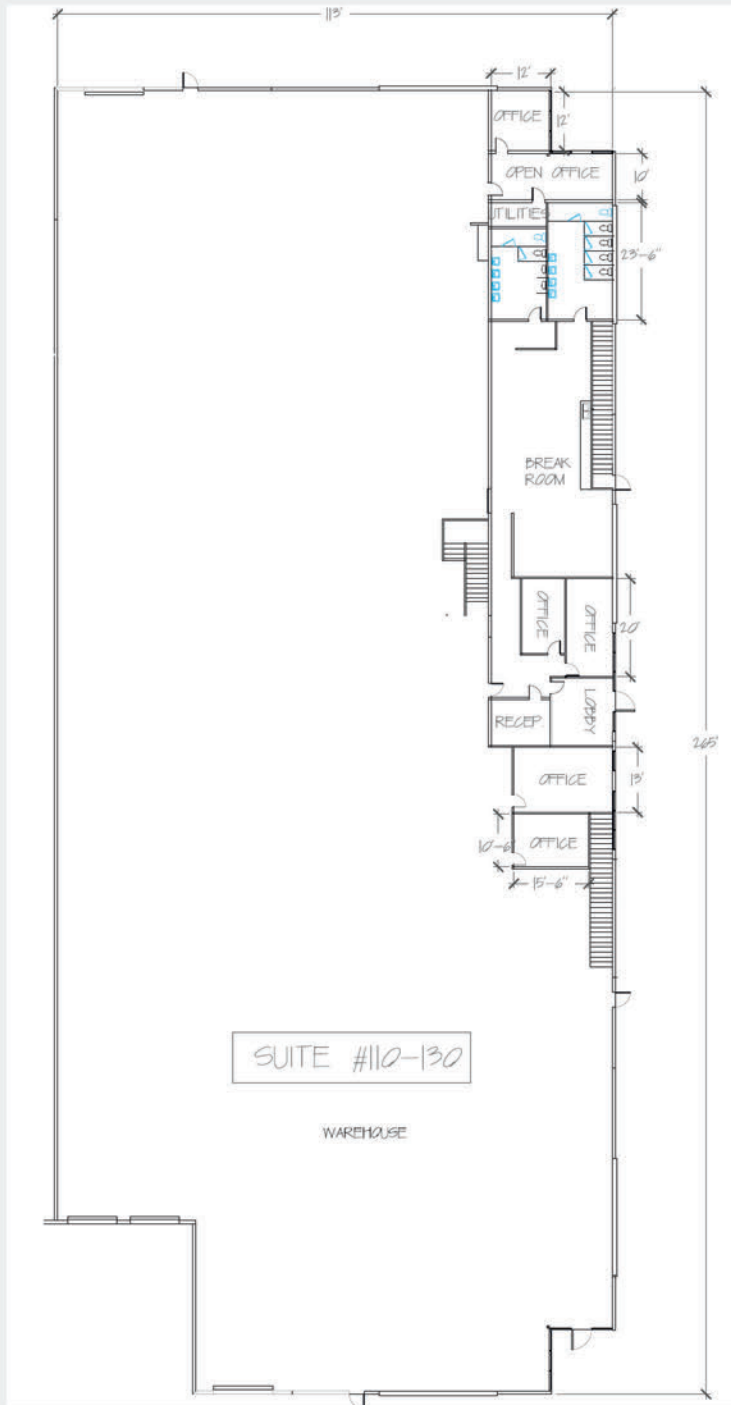 113'
12'
OFFICE
12'
OPEN OFFICE
10'
UTILITIES
23'-6"
BREAK
ROOM
OFFICE
OFFICE
20'
LOBBY
RECEP.
265'
OFFICE
13'
10'-6"
OFFICE
15'-6"
SUITE #110-130
WAREHOUSE